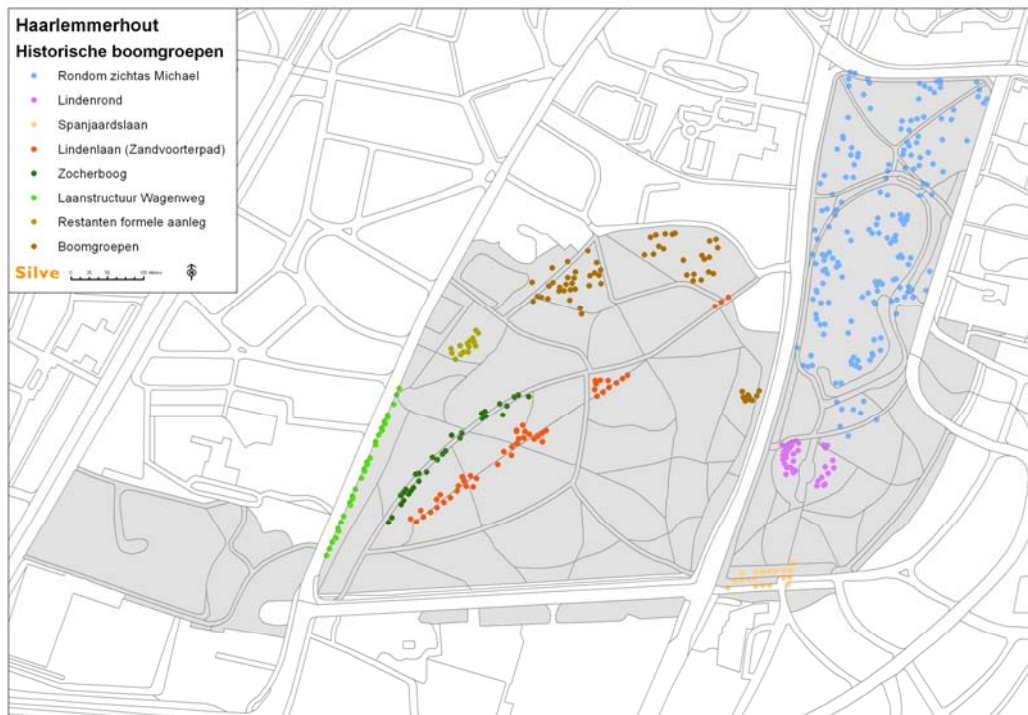 Haarlemmerhout
Historische boomgroepen
Rondom zichtas Michael
Lindenrond
Spanjaardslaan
Lindenlaan (Zandvoorterpad)
Zocherboog
Laanstructuur Wagenweg
Restanten formele aanleg
Boomgroepen
Silve